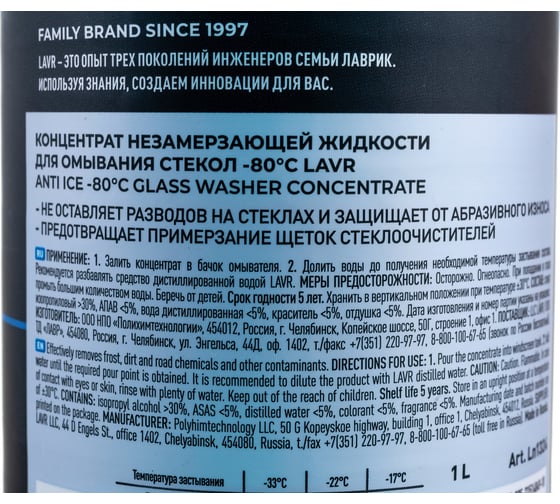 FAMILY BRAND SINCE 1997
LAVR – ЭТО ОПЫТ ТРЕХ ПОКОЛЕНИЙ ИНЖЕНЕРОВ СЕМЬИ ЛАВРИК.
ИСПОЛЬЗУЯ ЗНАНИЯ, СОЗДАЕМ ИННОВАЦИИ ДЛЯ ВАС.
КОНЦЕНТРАТ НЕЗАМЕРЗАЮЩЕЙ ЖИДКОСТИ
ДЛЯ ОМЫВАНИЯ СТЕКОЛ -80°С LAVR
ANTI ICE -80°C GLASS WASHER CONCENTRATE
- НЕ ОСТАВЛЯЕТ РАЗВОДОВ НА СТЕКЛАХ И ЗАЩИЩАЕТ ОТ АБРАЗИВНОГО ИЗНОСА
- ПРЕДОТВРАЩАЕТ ПРИМЕРЗАНИЕ ЩЕТОК СТЕКЛООЧИСТИТЕЛЕЙ
RU ПРИМЕНЕНИЕ: 1. Залить концентрат в бачок омывателя. 2. Долить воды до получения необходимой температуры застывания
Рекомендуется разбавлять средство дистиллированной водой LAVR. МЕРЫ ПРЕДОСТОРОЖНОСТИ: Осторожно. Огнеопасно. При попадании в
промыть большим количеством воды. Беречь от детей. Срок годности 5 лет. Хранить в вертикальном положении при температуре +30°С. СОСТАВ:
изопропиловый >30%, АПАВ <5%, вода дистиллированная <5%, краситель <5%, отдушка <5%. Дата изготовления и номер партии указаны на
ИЗГОТОВИТЕЛЬ: ООО НПО «Полихимтехнологии», 454012, Россия, г. Челябинск, Копейское шоссе, 50Г, строение 1, офис 1. ПОСТАВЩИК:
ТД «ЛАВР», 454080, Россия, г. Челябинск, ул. Энгельса, 44Д, оф. 1402, т./факс +7(351) 220-97-97, 8-800-100-67-65 (звонок по России
EN Effectively removes frost, dirt and road chemicals and other contaminants. DIRECTIONS FOR USE: 1. Pour the concentrate into windscreen
water until the required pour point is obtained. It is recommended to dilute the product with LAVR distilled water. CAUTION: Caution. Flammable.
of contact with eyes or skin, rinse with plenty of water. Keep out of the reach of children. Shelf life 5 years. Store in an upright position at a
of ±30°C. CONTAINS: isopropyl alcohol >30%, ASAS <5%, distilled water <5%, colorant <5%, fragrance <5%. Manufacturing date and batch
printed on the package. MANUFACTURER: Polyhimtechnology LLC, 50 G Kopeyskoe highway, building 1, office 1, Chelyabinsk, 454012, Russia.
LAVR LLC, 44 D Engels St., office 1402, Chelyabinsk, 454080, Russia, t./fax +7(351) 220-97-97, 8-800-100-67-65 (toll free in Russia). Made in
Температура застывания -33°C -22°C -17°C 1 L Art.